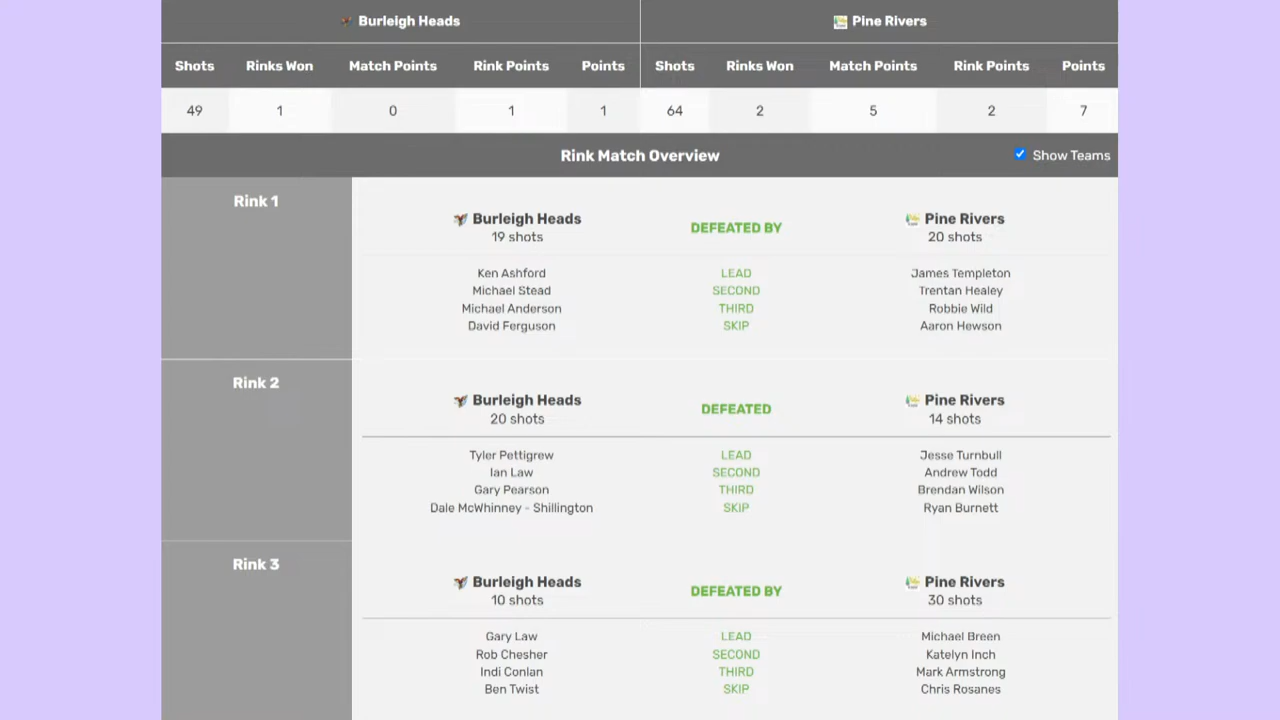 Burleigh Heads Pine Rivers
Shots Rinks Won Match Points Rink Points Points Shots Rinks Won Match Points Rink Points Points
49 1 0 1 1 64 2 5 2 7
Rink Match Overview Show Teams
Rink 1
Burleigh Heads DEFEATED BY Pine Rivers
19 shots 20 shots
Ken Ashford LEAD James Templeton
Michael Stead SECOND Trentan Healey
Michael Anderson THIRD Robbie Wild
David Ferguson SKIP Aaron Hewson
Rink 2
Burleigh Heads DEFEATED Pine Rivers
20 shots 14 shots
Tyler Pettigrew LEAD Jesse Turnbull
Ian Law SECOND Andrew Todd
Gary Pearson THIRD Brendan Wilson
Dale McWhinney - Shillington SKIP Ryan Burnett
Rink 3
Burleigh Heads DEFEATED BY Pine Rivers
10 shots 30 shots
Gary Law LEAD Michael Breen
Rob Chesher SECOND Katelyn Inch
Indi Conlan THIRD Mark Armstrong
Ben Twist SKIP Chris Rosanes